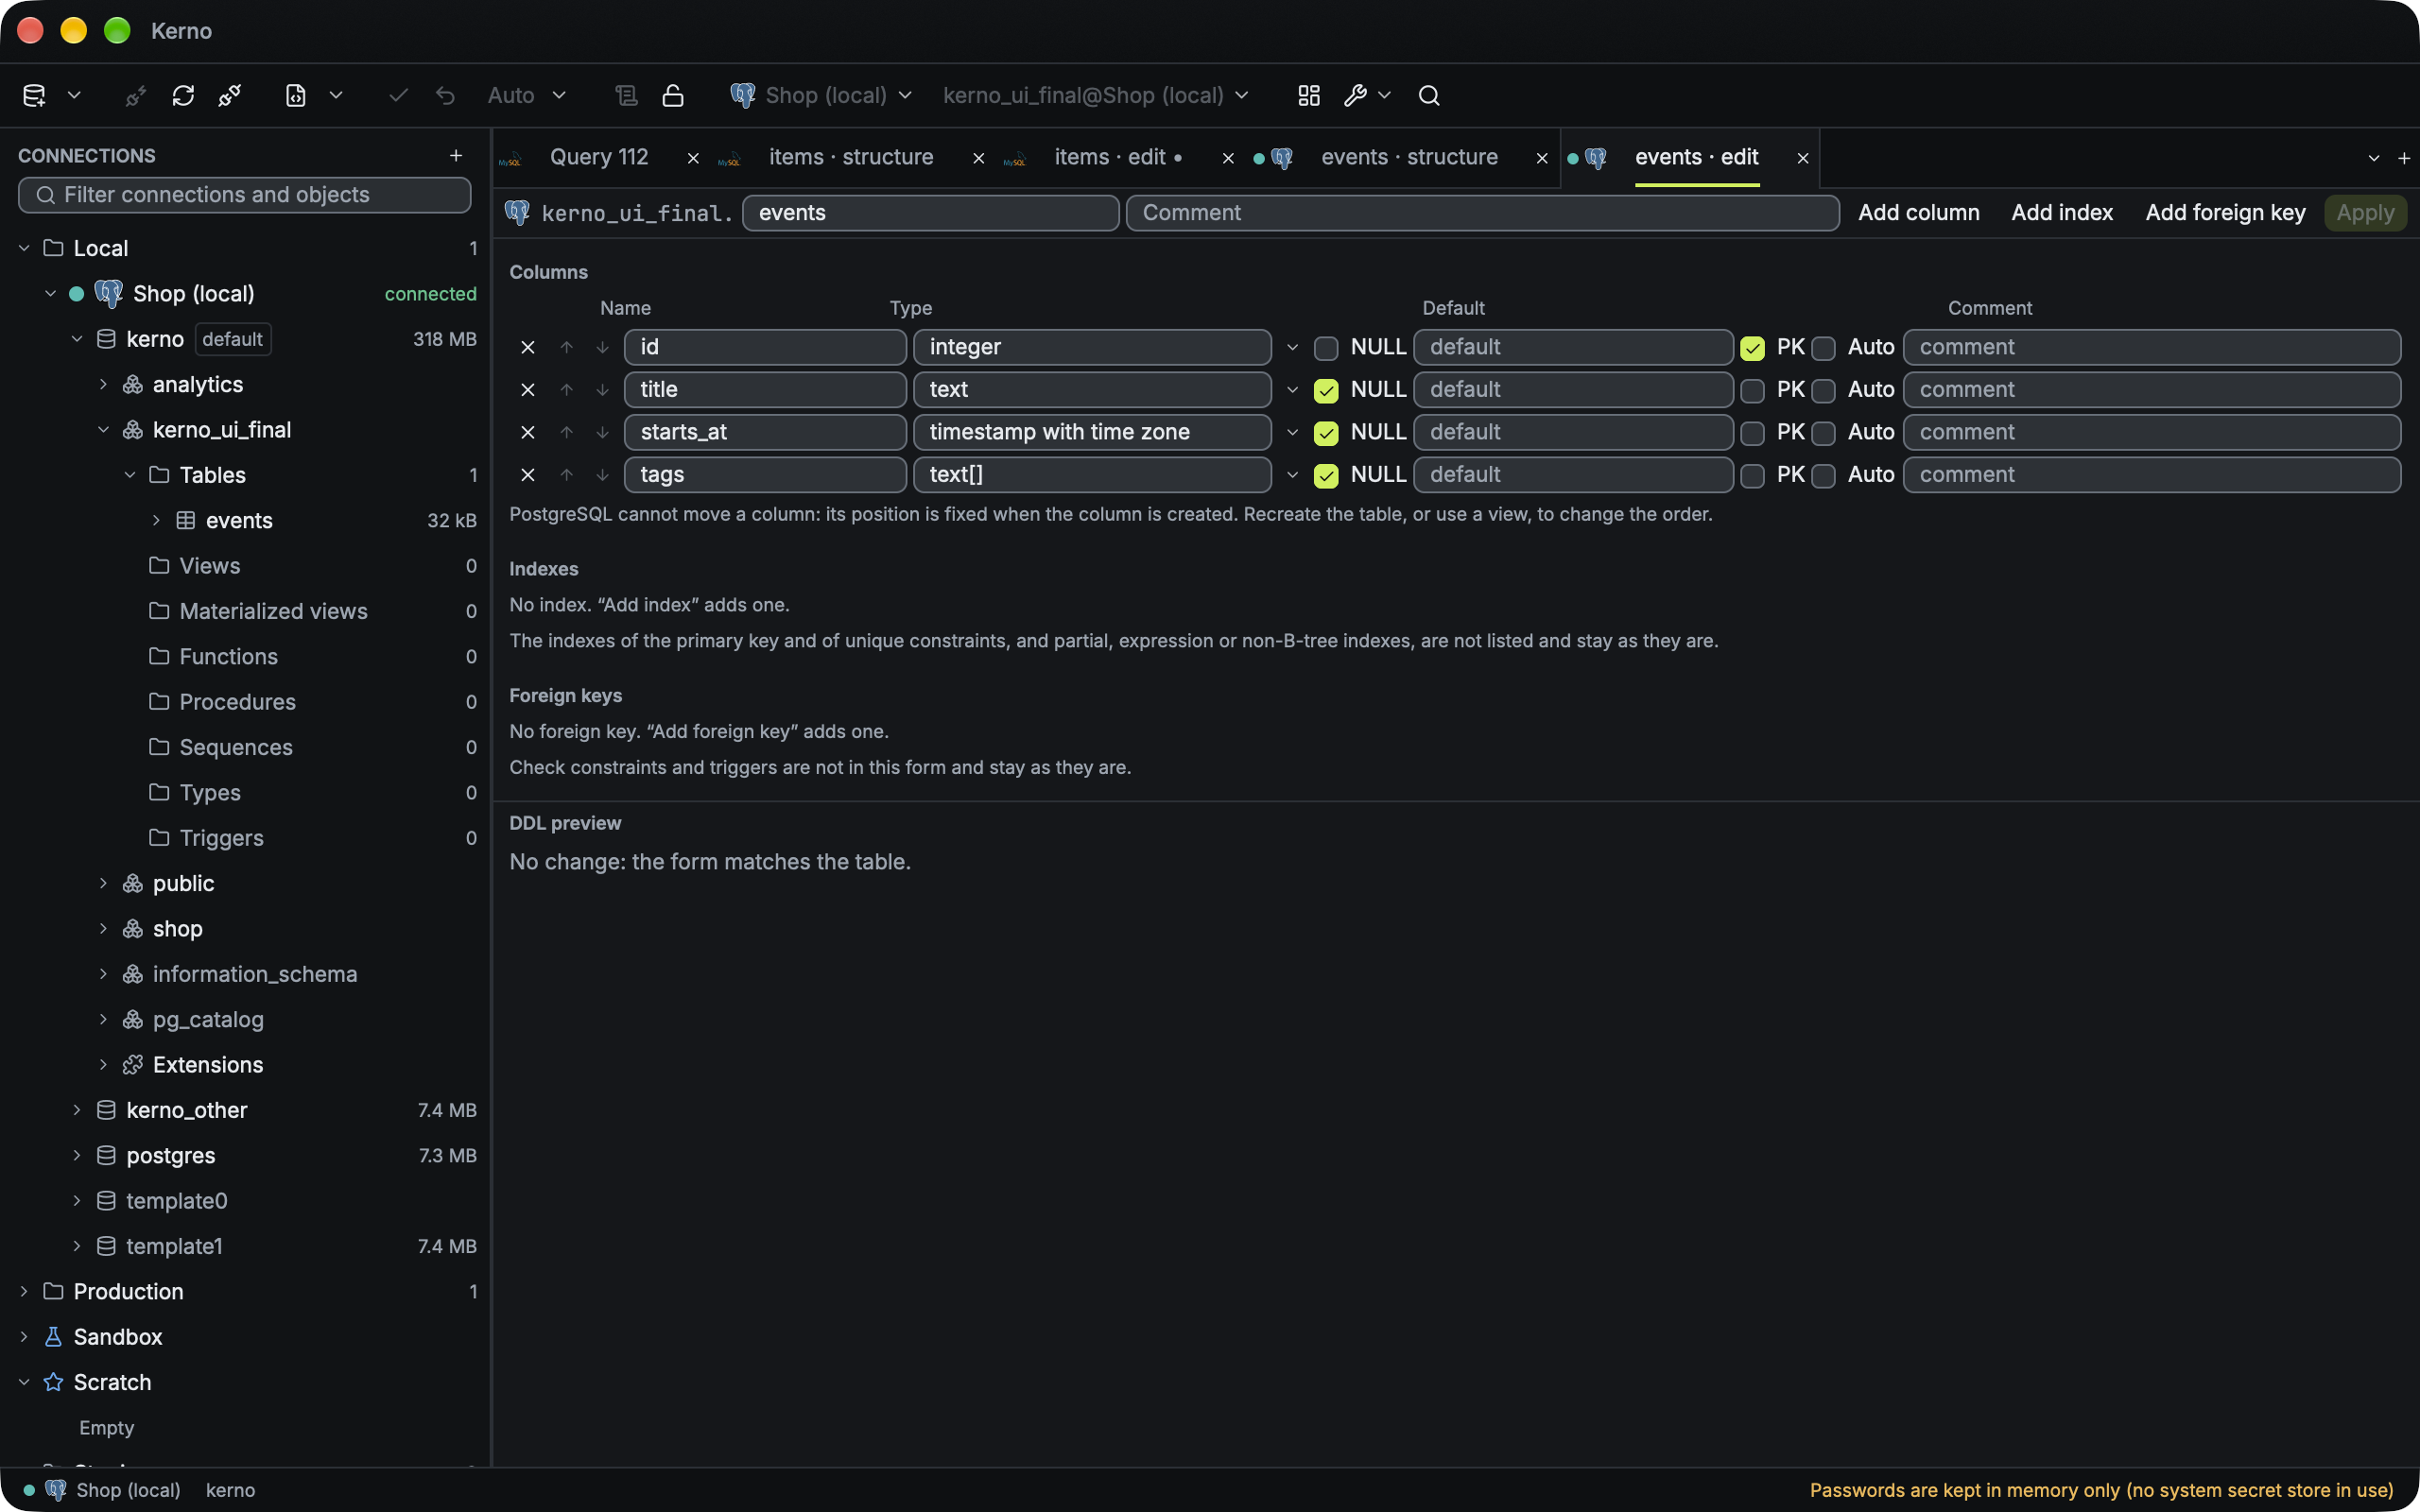 Kerno
Auto
Shop (local)
kerno_ui_final@Shop (local)
CONNECTIONS
Filter connections and objects
Local 1
Shop (local) connected
kerno default 318 MB
analytics
kerno_ui_final
Tables 1
events 32 kB
Views 0
Materialized views 0
Functions 0
Procedures 0
Sequences 0
Types 0
Triggers 0
public
shop
information_schema
pg_catalog
Extensions
kerno_other 7.4 MB
postgres 7.3 MB
template0
template1 7.4 MB
Production 1
Sandbox
Scratch
Empty
MySQL Query 112
MySQL items · structure
MySQL items · edit •
events · structure
events · edit
kerno_ui_final. events Comment Add column Add index Add foreign key Apply
Columns
Name Type Default Comment
id integer NULL default PK Auto comment
title text NULL default PK Auto comment
starts_at timestamp with time zone NULL default PK Auto comment
tags text[] NULL default PK Auto comment
PostgreSQL cannot move a column: its position is fixed when the column is created. Recreate the table, or use a view, to change the order.
Indexes
No index. “Add index” adds one.
The indexes of the primary key and of unique constraints, and partial, expression or non-B-tree indexes, are not listed and stay as they are.
Foreign keys
No foreign key. “Add foreign key” adds one.
Check constraints and triggers are not in this form and stay as they are.
DDL preview
No change: the form matches the table.
Shop (local) kerno
Passwords are kept in memory only (no system secret store in use)